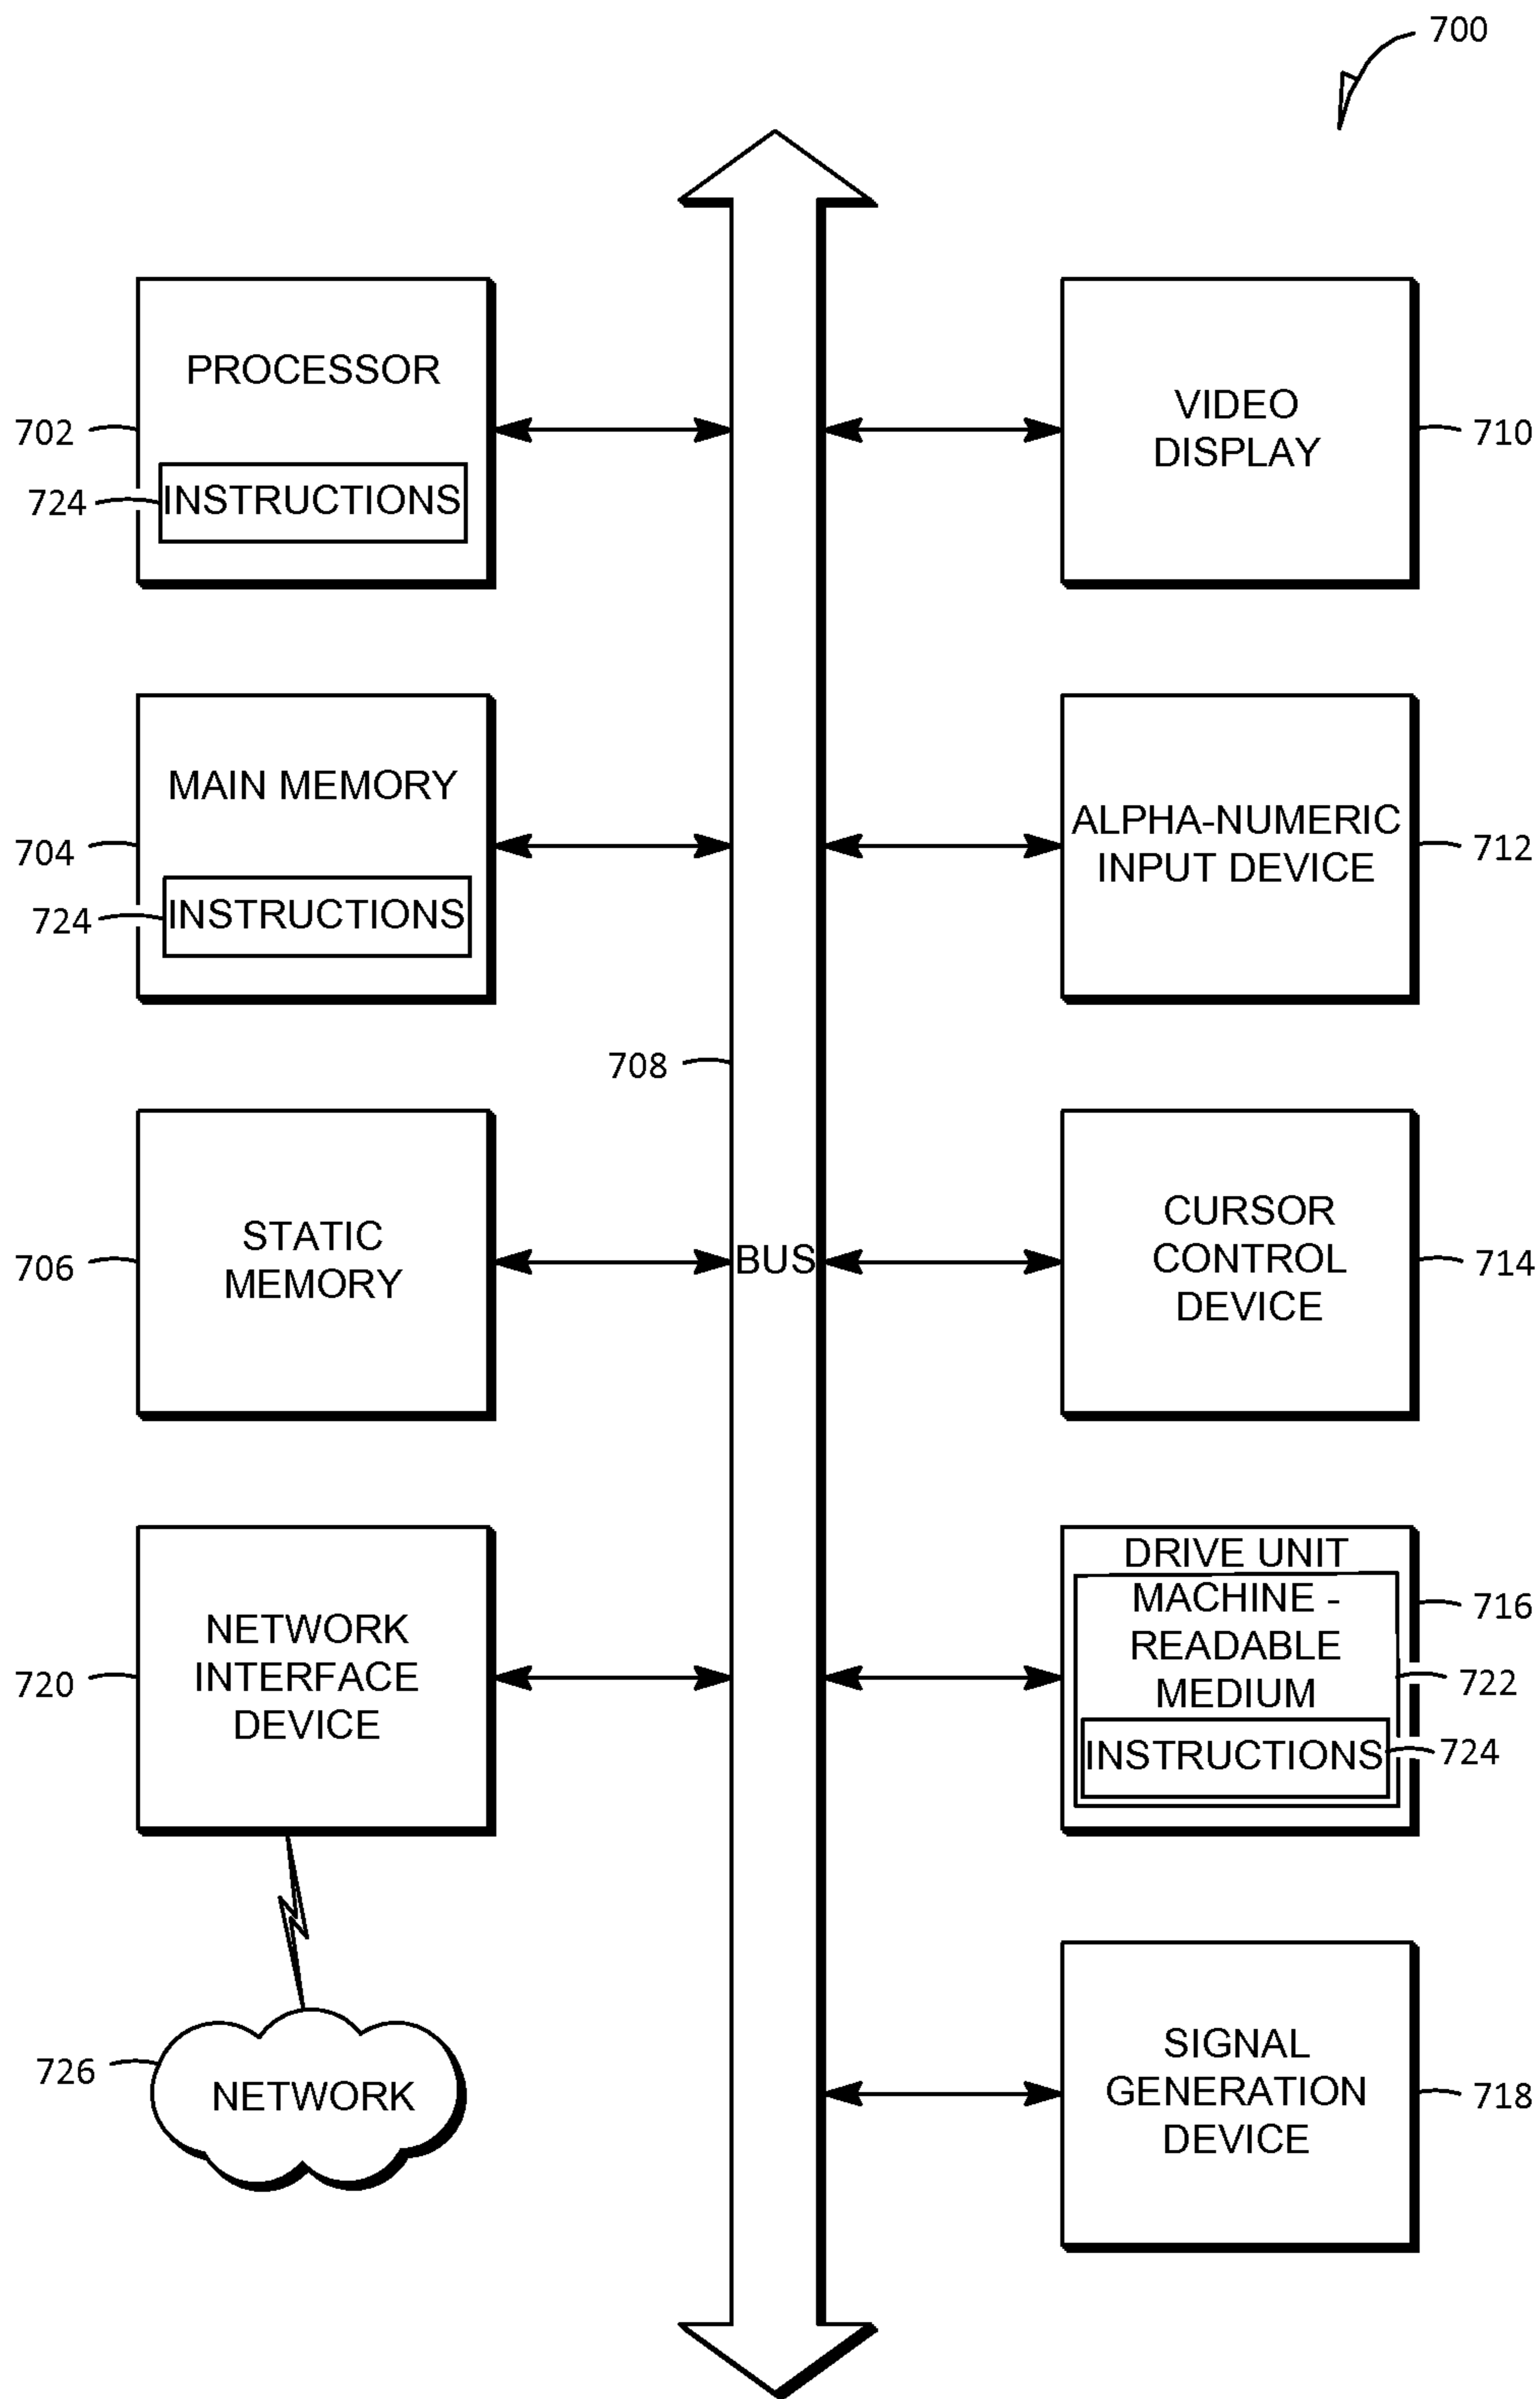 700
PROCESSOR
702
724
INSTRUCTIONS
VIDEO
DISPLAY
710
MAIN MEMORY
704
724
INSTRUCTIONS
ALPHA-NUMERIC
INPUT DEVICE
712
708
STATIC
MEMORY
706
BUS
CURSOR
CONTROL
DEVICE
714
NETWORK
INTERFACE
DEVICE
720
DRIVE UNIT
MACHINE -
READABLE
MEDIUM
INSTRUCTIONS
716
722
724
726
NETWORK
SIGNAL
GENERATION
DEVICE
718